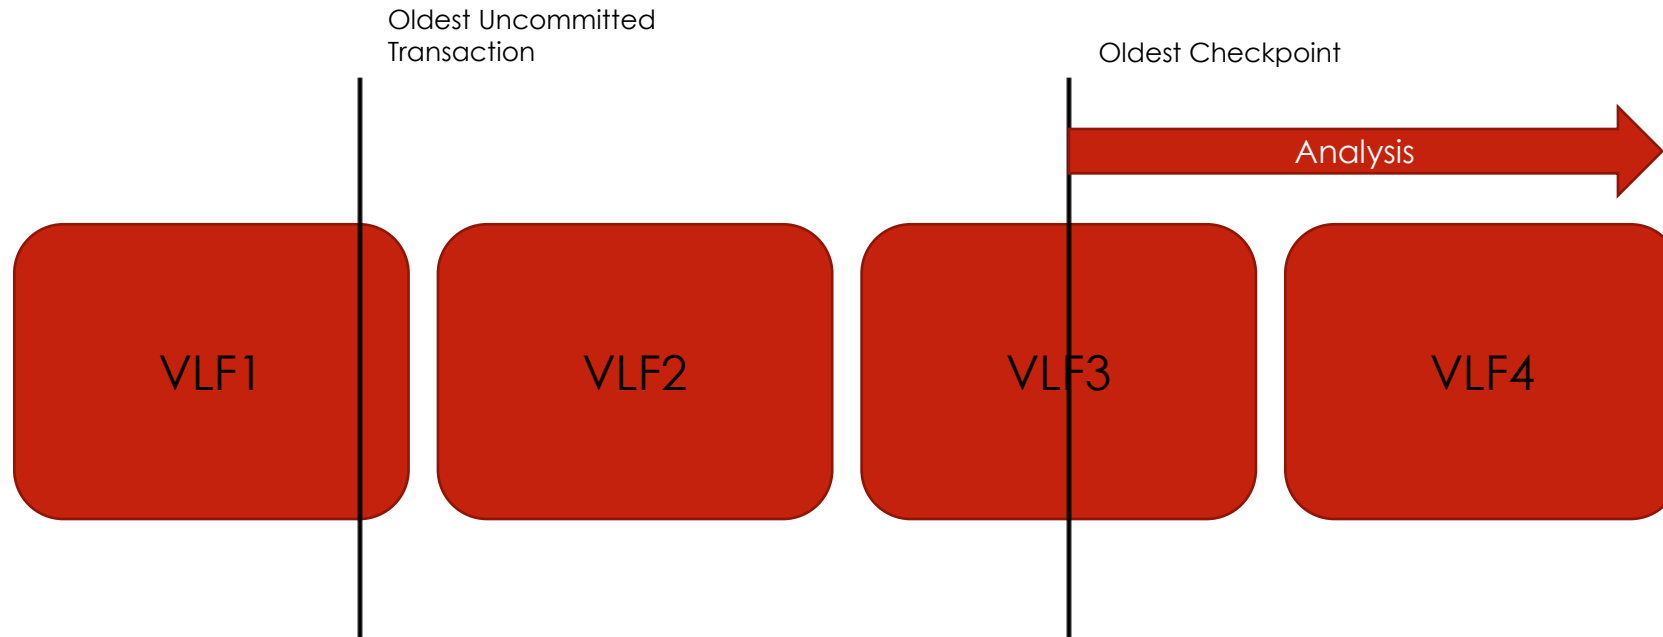 Oldest Uncommitted
Transaction
Oldest Checkpoint
Analysis
VLF1
VLF2
VLF3
VLF4